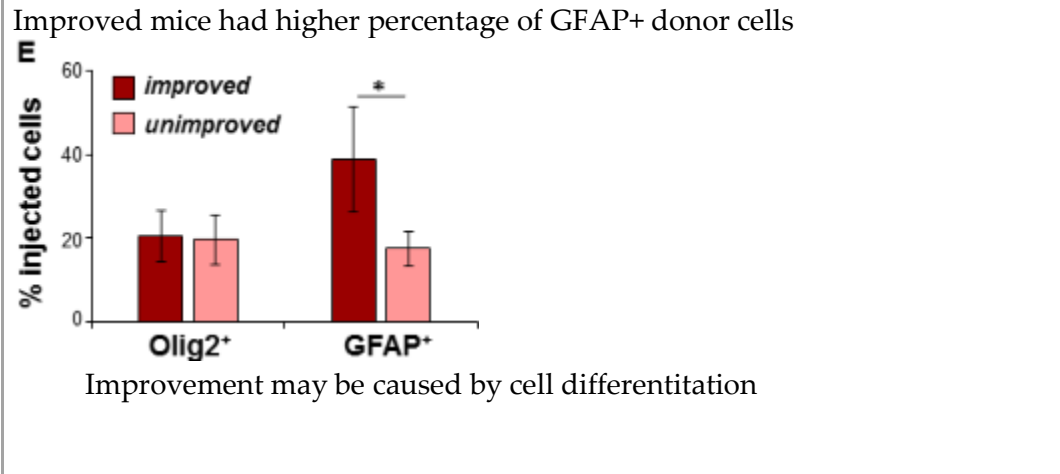 Improved mice had higher percentage of GFAP+ donor cells
E
% injected cells
60
40
20
0
improved
unimproved
*
Olig2⁺
GFAP⁺
Improvement may be caused by cell differentitation